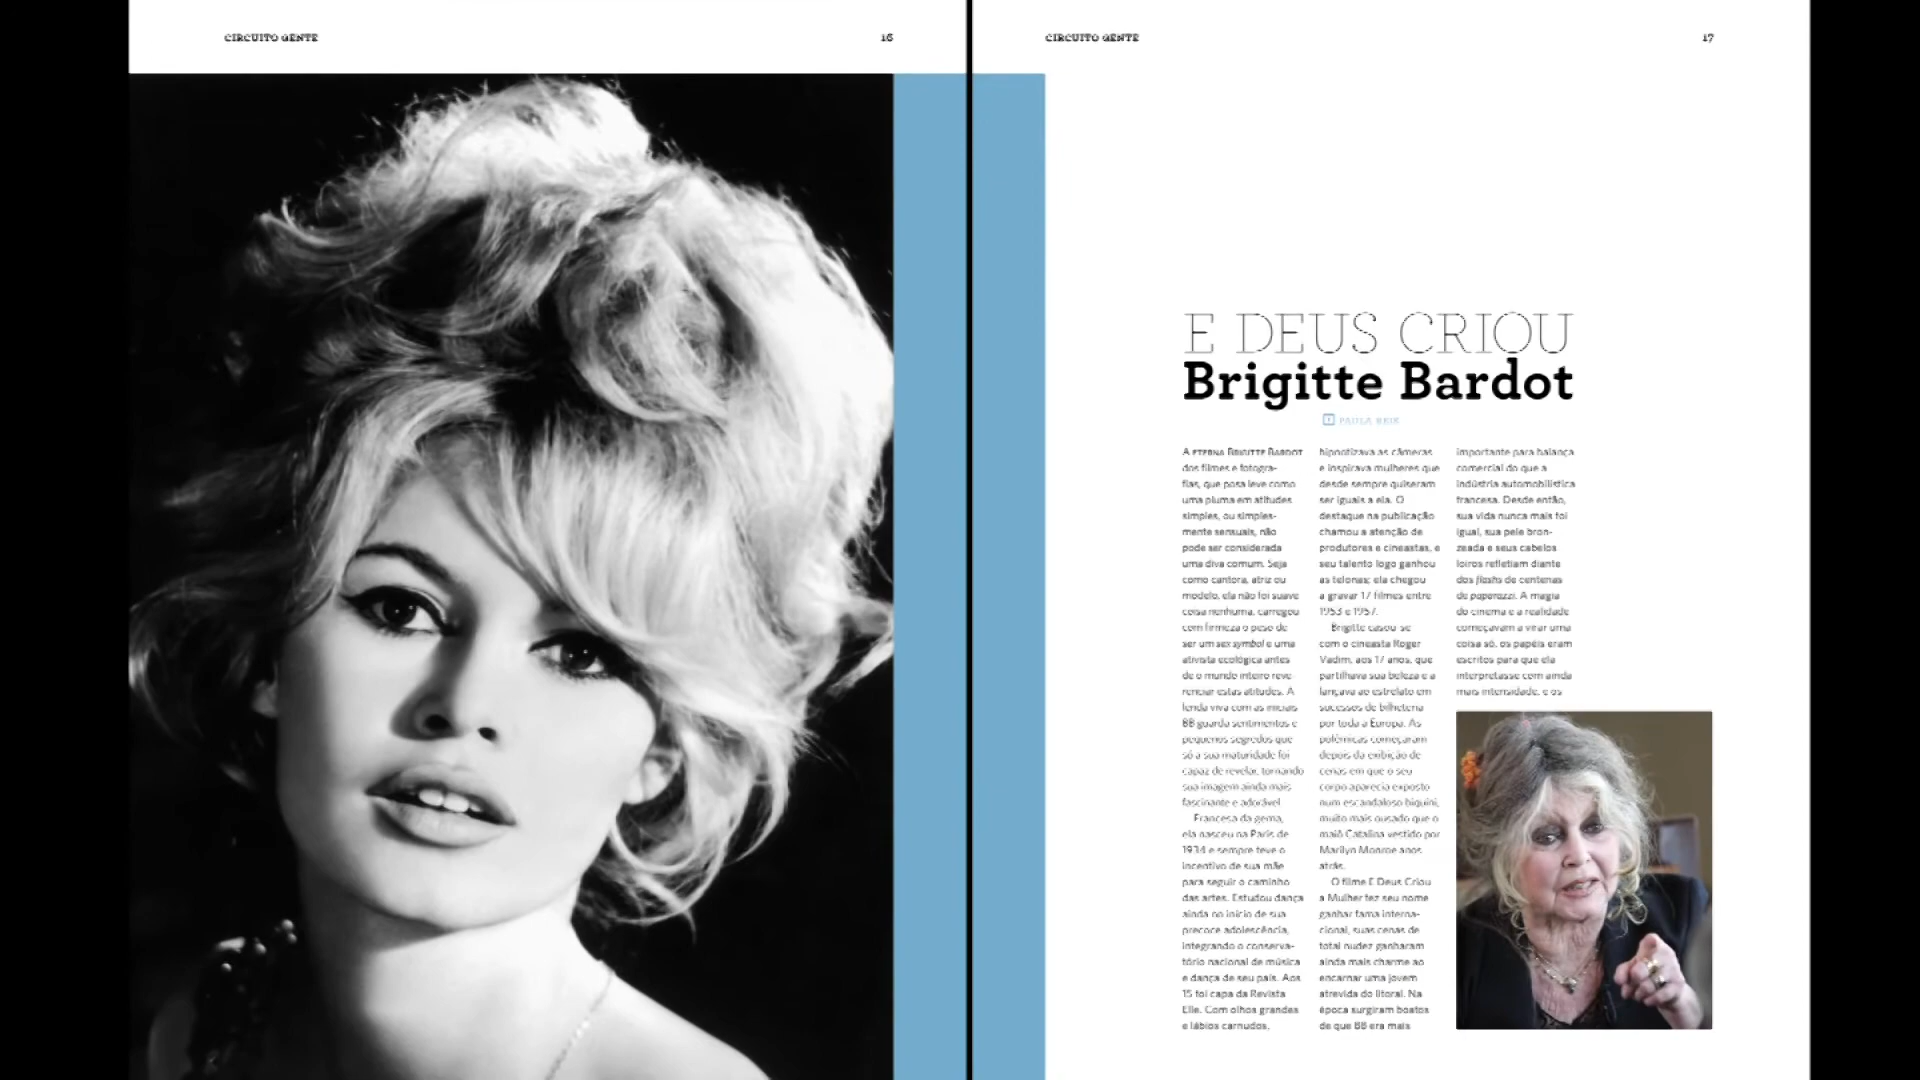 CIRCUITO GENTE
16
CIRCUITO GENTE
17
E DEUS CRIOU
Brigitte Bardot
PAULA REIS
A ETERNA BRIGITTE BARDOT
dos filmes e fotogra-
fias, que posa leve como
uma pluma em atitudes
simples, ou simples-
mente sensuais, não
pode ser considerada
uma diva comum. Seja
como cantora, atriz ou
modelo, ela não foi suave
coisa nenhuma, carregou
com firmeza o peso de
ser um sex symbol e uma
ativista ecológica antes
de o mundo inteiro reve-
renciar estas atitudes. A
lenda viva com as iniciais
BB guarda sentimentos e
pequenos segredos que
só a sua maturidade foi
capaz de revelar, tornando
sua imagem ainda mais
fascinante e adorável.
Francesa da gema,
ela nasceu na Paris de
1934 e sempre teve o
incentivo de sua mãe
para seguir o caminho
das artes. Estudou dança
ainda no início de sua
precoce adolescência,
integrando o conserva-
tório nacional de música
e dança de seu país. Aos
15 foi capa da Revista
Elle. Com olhos grandes
e lábios carnudos,
hipnotizava as câmeras
e inspirava mulheres que
desde sempre quiseram
ser iguais a ela. O
destaque na publicação
chamou a atenção de
produtores e cineastas, e
seu talento logo ganhou
as telonas; ela chegou
a gravar 17 filmes entre
1953 e 1957.
Brigitte casou-se
com o cineasta Roger
Vadim, aos 17 anos, que
partilhava sua beleza e a
lançava ao estrelato em
sucessos de bilheteria
por toda a Europa. As
polêmicas começaram
depois da exibição de
cenas em que o seu
corpo aparecia exposto
num escandaloso biquíni,
muito mais ousado que o
maiô Catalina vestido por
Marilyn Monroe anos
atrás.
O filme E Deus Criou
a Mulher fez seu nome
ganhar fama interna-
cional, suas cenas de
total nudez ganharam
ainda mais charme ao
encarnar uma jovem
atrevida do litoral. Na
época surgiram boatos
de que BB era mais
importante para balança
comercial do que a
indústria automobilística
francesa. Desde então,
sua vida nunca mais foi
igual, sua pele bron-
zeada e seus cabelos
loiros refletiam diante
dos flashs de centenas
de paparazzi. A magia
do cinema e a realidade
começavam a virar uma
coisa só, os papéis eram
escritos para que ela
interpretasse com ainda
mais intensidade, e os